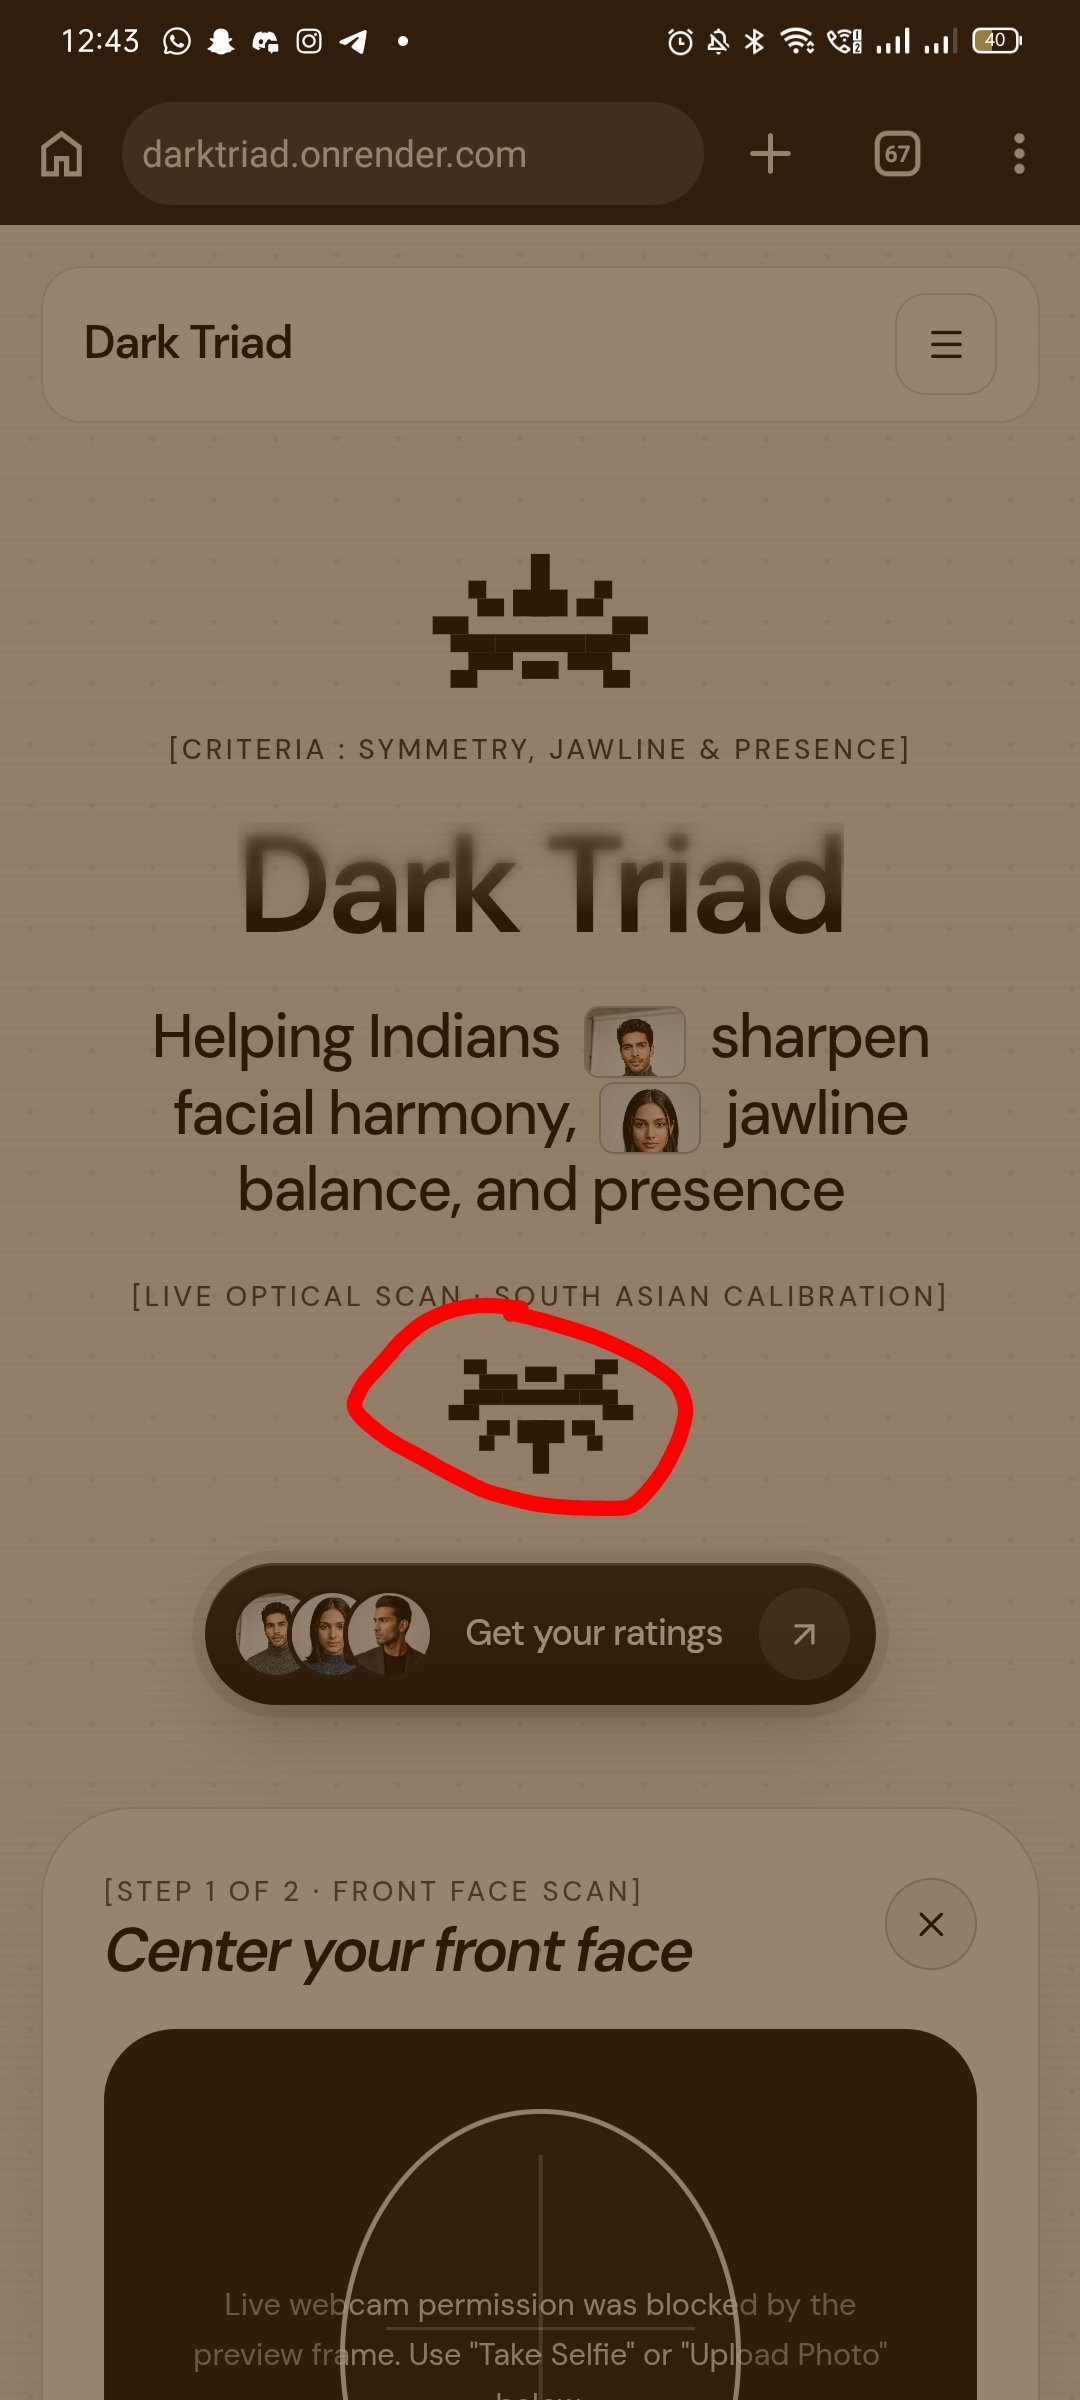 12:43
40
darktriad.onrender.com
67
Dark Triad
[CRITERIA : SYMMETRY, JAWLINE & PRESENCE]
Dark Triad
Helping Indians sharpen
facial harmony, jawline
balance, and presence
[LIVE OPTICAL SCAN · SOUTH ASIAN CALIBRATION]
Get your ratings
[STEP 1 OF 2 · FRONT FACE SCAN]
Center your front face
Live webcam permission was blocked by the
preview frame. Use "Take Selfie" or "Upload Photo"
below.